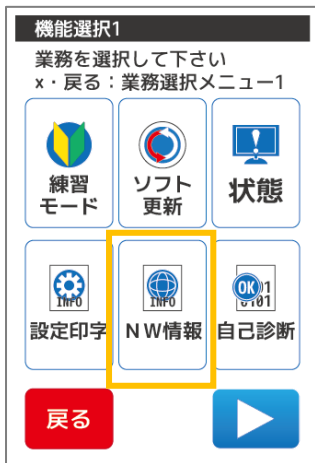 機能選択1
業務を選択して下さい
x・戻る：業務選択メニュー1
練習
モード
ソフト
更新
!
状態
INFO
設定印字
INFO
NW情報
OK
自己診断
戻る